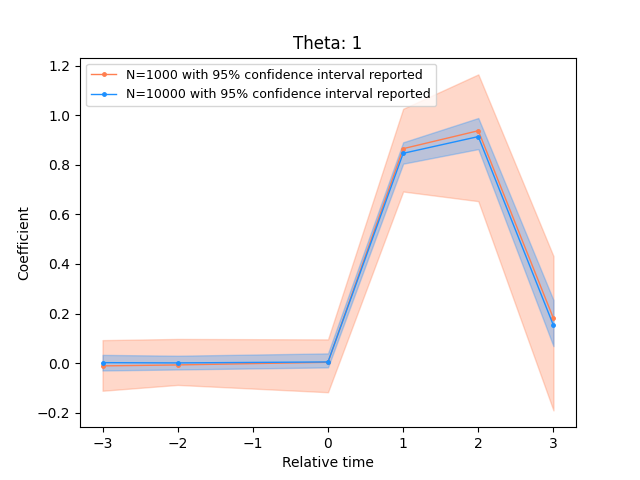 Theta: 1
N=1000 with 95% confidence interval reported
N=10000 with 95% confidence interval reported
1.2
1.0
0.8
0.6
0.4
0.2
0.0
−0.2
Coefficient
−3 −2 −1 0 1 2 3
Relative time